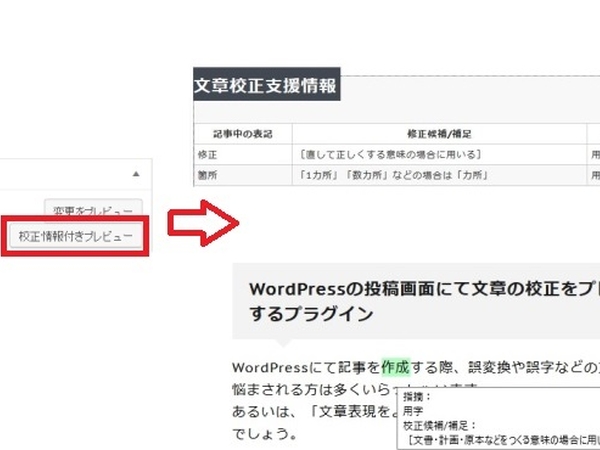 文章校正支援情報
記事中の表記 修正候補/補足
修正 [直して正しくする意味の場合に用いる] 用
箇所 「1カ所」「数カ所」などの場合は「カ所」 用
変更をプレビュー
校正情報付きプレビュー
WordPressの投稿画面にて文章の校正をプ
するプラグイン
WordPressにて記事を作成する際、誤変換や誤字などの
悩まされる方は多くいらっしゃいます
あるいは、「文章表現を
でしょう。
指摘：
用字
校正候補/補足：
[文書・計画・原本などをつくる意味の場合に用い